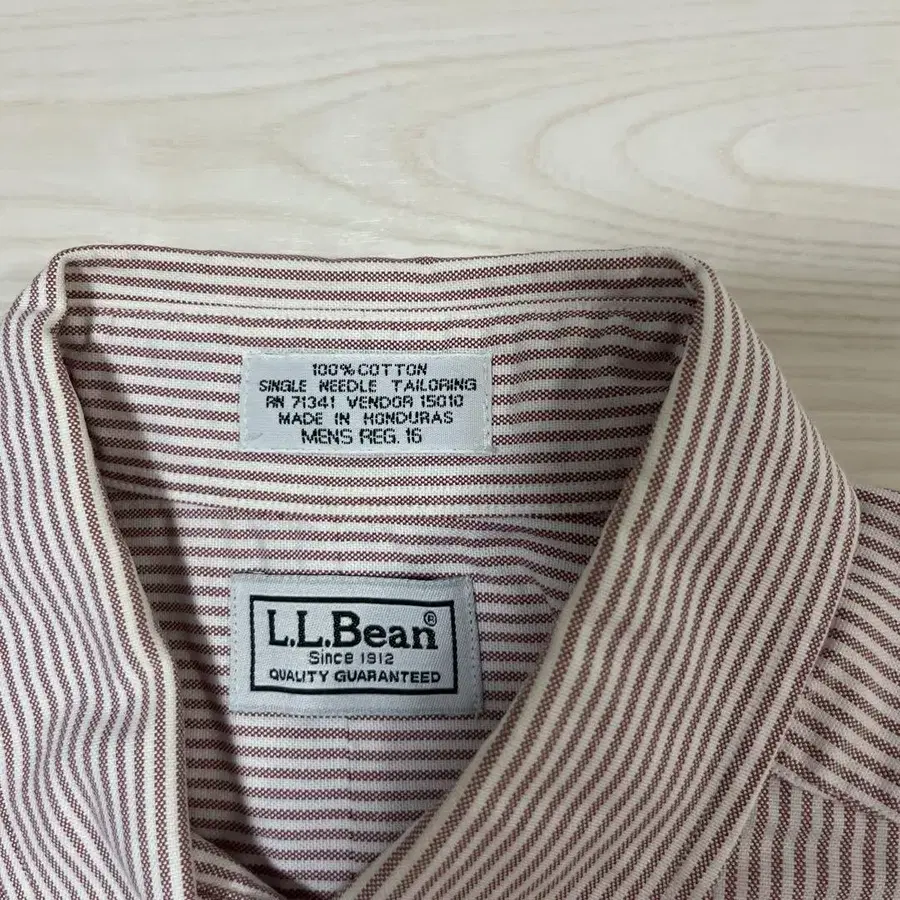 100% COTTON
SINGLE NEEDLE TAILORING
RN 71341 VENDOR 15010
MADE IN HONDURAS
MENS REG. 16
L.L.Bean®
Since 1912
QUALITY GUARANTEED